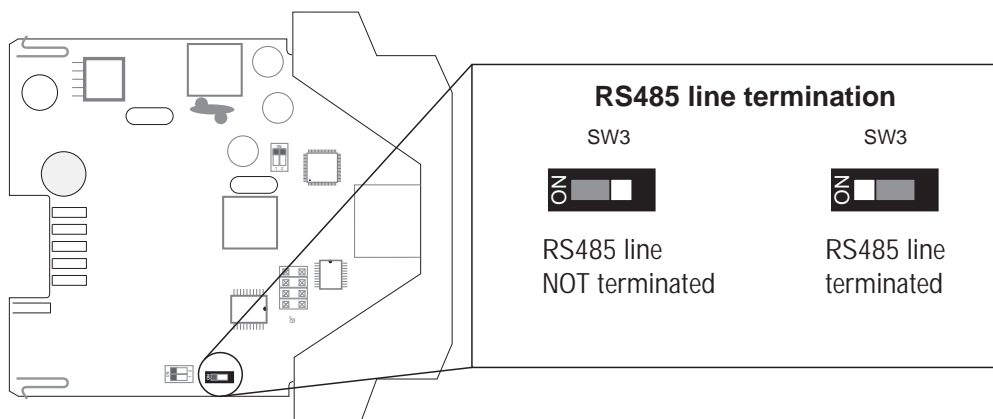 RS485 line termination
SW3
ON
RS485 line
NOT terminated
SW3
ON
RS485 line
terminated